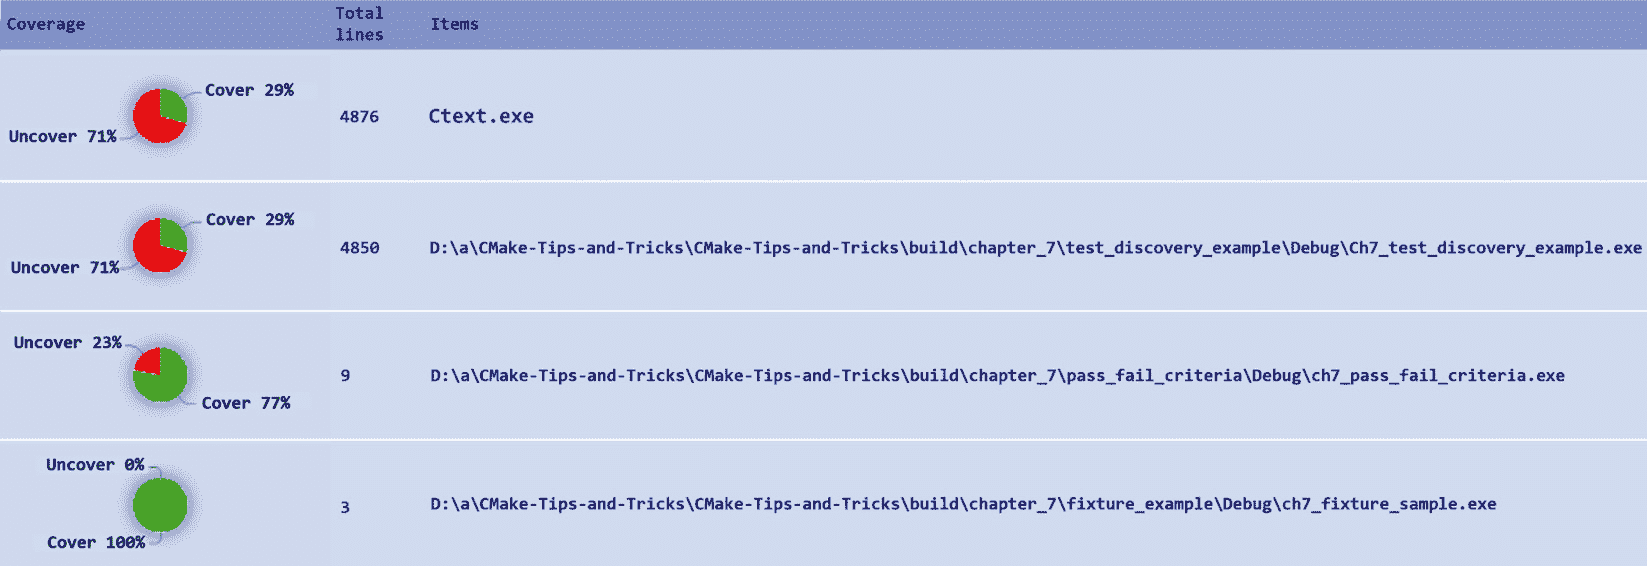 Coverage
Total
lines
Items
Cover 29%
Uncover 71%
4876
Ctext.exe
Cover 29%
Uncover 71%
4850
D:\a\CMake-Tips-and-Tricks\CMake-Tips-and-Tricks\build\chapter_7\test_discovery_example\Debug\Ch7_test_discovery_example.exe
Uncover 23%
Cover 77%
9
D:\a\CMake-Tips-and-Tricks\CMake-Tips-and-Tricks\build\chapter_7\pass_fail_criteria\Debug\ch7_pass_fail_criteria.exe
Uncover 0%
Cover 100%
3
D:\a\CMake-Tips-and-Tricks\CMake-Tips-and-Tricks\build\chapter_7\fixture_example\Debug\ch7_fixture_sample.exe